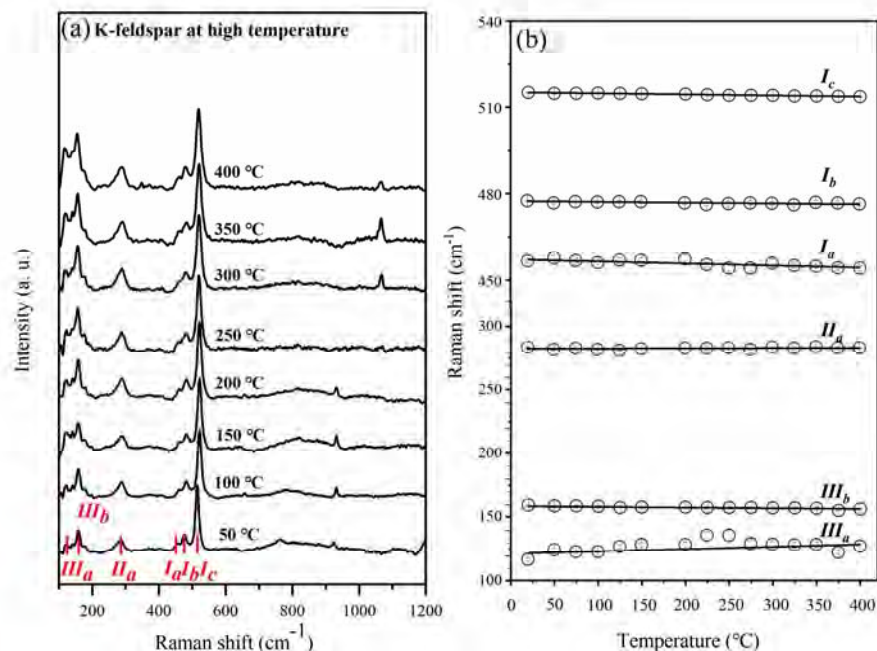 (a) K-feldspar at high temperature
400 °C
350 °C
300 °C
250 °C
200 °C
150 °C
100 °C
50 °C
III_b
III_a II_a I_a I_b I_c
200 400 600 800 1000 1200
Raman shift (cm⁻¹)
Intensity (a. u.)
(b)
540
510
480
450
300
250
200
150
100
I_c
I_b
I_a
II_a
III_b
III_a
0 50 100 150 200 250 300 350 400
Temperature (°C)
Raman shift (cm⁻¹)